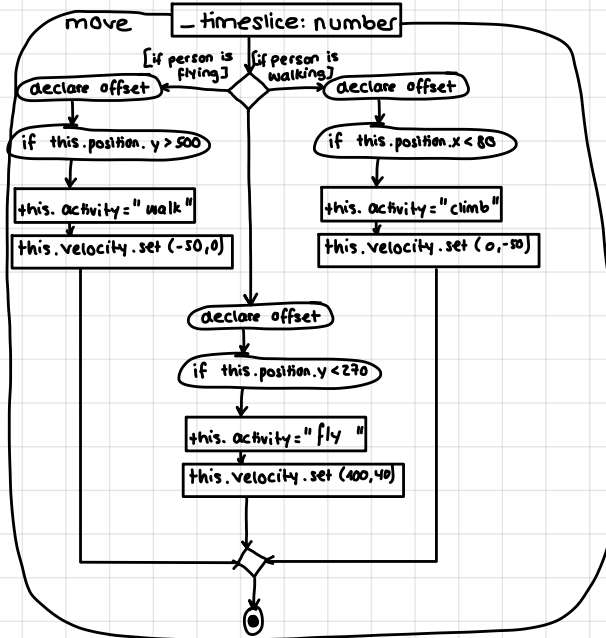 move
_timeslice: number
[if person is
flying]
[if person is
walking]
declare offset
if this.position.y > 500
this.activity = "walk"
this.velocity.set (-50,0)
declare offset
if this.position.x < 80
this.activity = "climb"
this.velocity.set (0,-50)
declare offset
if this.position.y < 270
this.activity = "fly "
this.velocity.set (100,40)